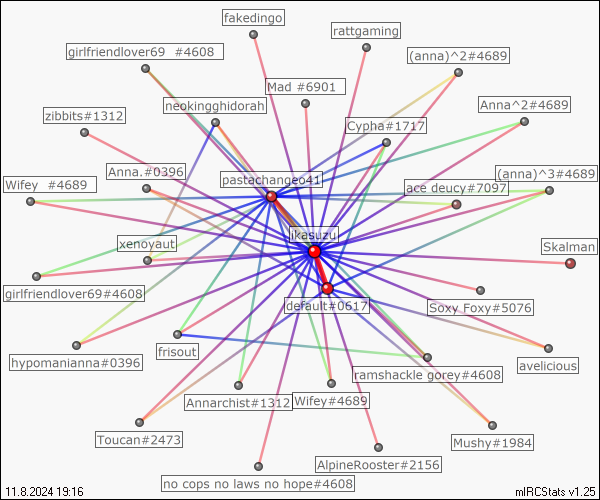 fakedingo
rattgaming
girlfriendlover69 #4608
(anna)^2#4689
Mad #6901
neokingghidorah
Anna^2#4689
zibbits#1312
Cypha#1717
Anna.#0396
pastachangeo41
(anna)^3#4689
Wifey #4689
ace deucy#7097
ikasuzu
xenoyaut
Skalman
girlfriendlover69#4608
default#0617
Soxy Foxy#5076
hypomanianna#0396
frisout
avelicious
ramshackle gorey#4608
Annarchist#1312
Wifey#4689
Toucan#2473
Mushy#1984
AlpineRooster#2156
no cops no laws no hope#4608
11.8.2024 19:16
mIRCStats v1.25